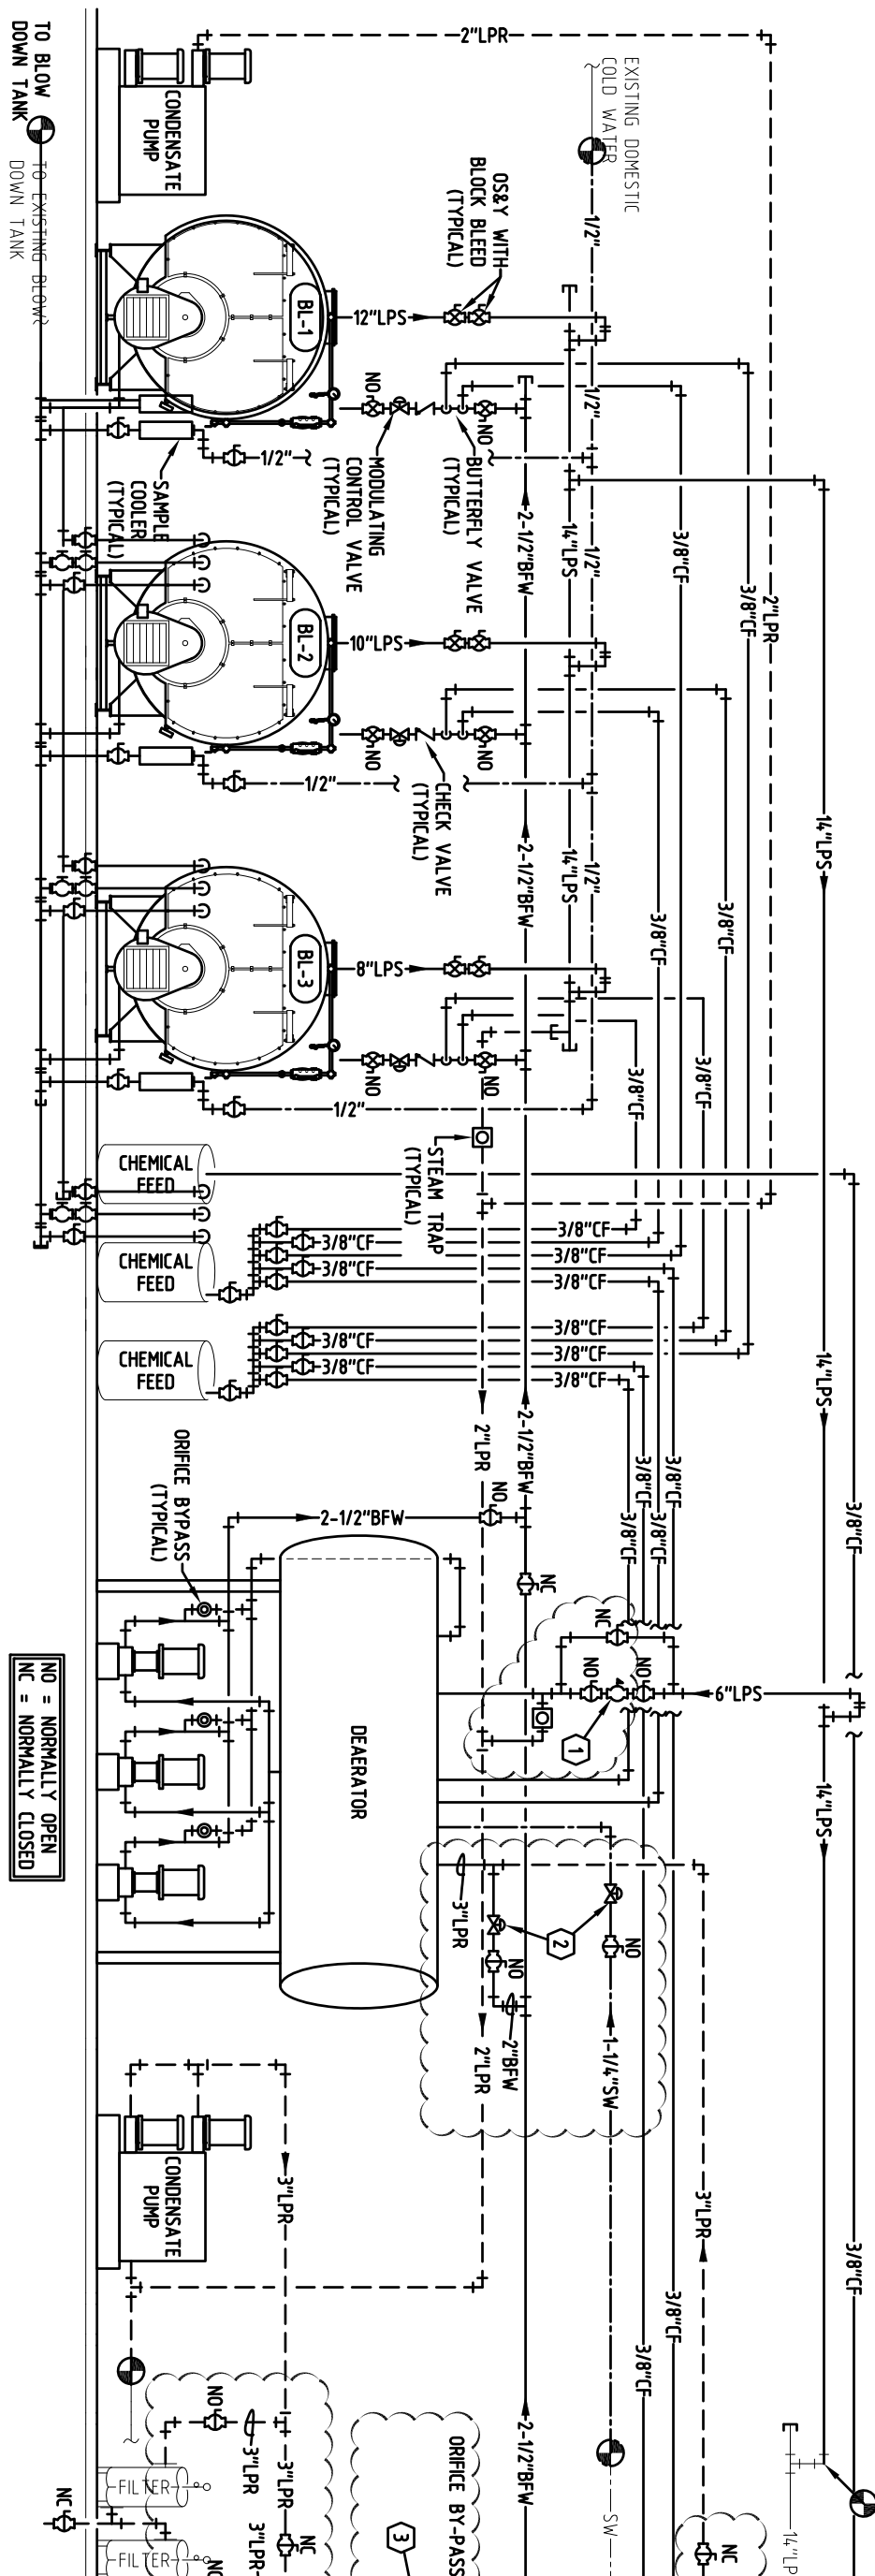 2"LPR
EXISTING DOMESTIC
COLD WATER
TO BLOW
DOWN TANK
TO EXISTING BLOW
DOWN TANK
CONDENSATE
PUMP
OS&Y WITH
BLOCK BLEED
(TYPICAL)
1/2"
BL-1
12"LPS
1/2"
NO
NO
BUTTERFLY VALVE
(TYPICAL)
MODULATING
CONTROL VALVE
(TYPICAL)
1/2"
SAMPLE
COOLER
(TYPICAL)
2-1/2"BFW
14"LPS
1/2"
3/8"CF
3/8"CF
2"LPR
BL-2
10"LPS
NO
NO
1/2"
CHECK VALVE
(TYPICAL)
2-1/2"BFW
14"LPS
1/2"
14"LPS
3/8"CF
3/8"CF
BL-3
8"LPS
NO
NO
1/2"
3/8"CF
3/8"CF
STEAM TRAP
(TYPICAL)
CHEMICAL
FEED
CHEMICAL
FEED
CHEMICAL
FEED
3/8"CF
3/8"CF
3/8"CF
3/8"CF
3/8"CF
3/8"CF
3/8"CF
3/8"CF
3/8"CF
3/8"CF
14"LPS
2"LPR
2-1/2"BFW
3/8"CF
3/8"CF
3/8"CF
3/8"CF
3/8"CF
ORIFICE BYPASS
(TYPICAL)
2-1/2"BFW
NO
NC
NC
NO
NO
6"LPS
1
14"LPS
DEAERATOR
NO = NORMALLY OPEN
NC = NORMALLY CLOSED
3"LPR
2
NO
NO
2"BFW
2"LPR
1-1/4"SW
3"LPR
3/8"CF
CONDENSATE
PUMP
3"LPR
3/8"CF
3/8"CF
2-1/2"BFW
NO
3"LPR
3"LPR
ORIFICE BY-PASS
3
SW
NC
14"LP
FILTER
FILTER
NC
NC
3"LPR
NC